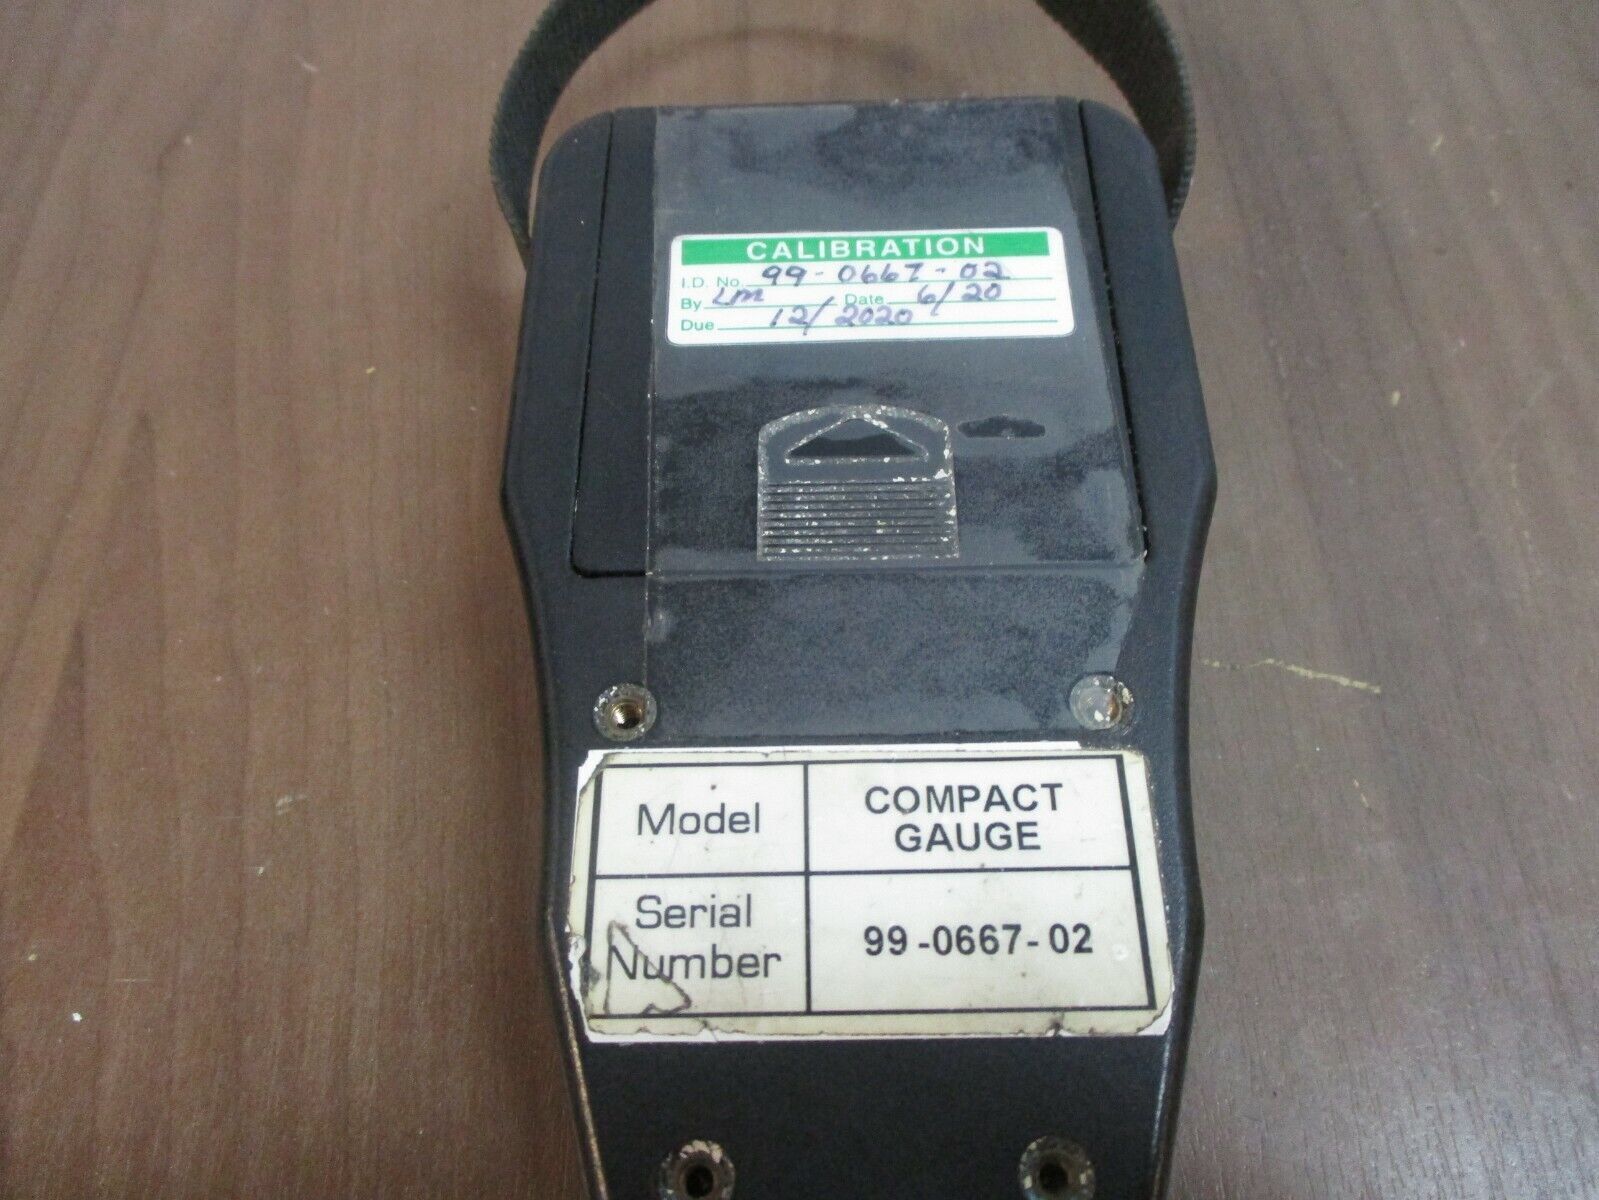 CALIBRATION
I.D. No. 99-0667-02
By LM Date 6/20
Due 12/2020
Model COMPACT GAUGE
Serial Number 99-0667-02